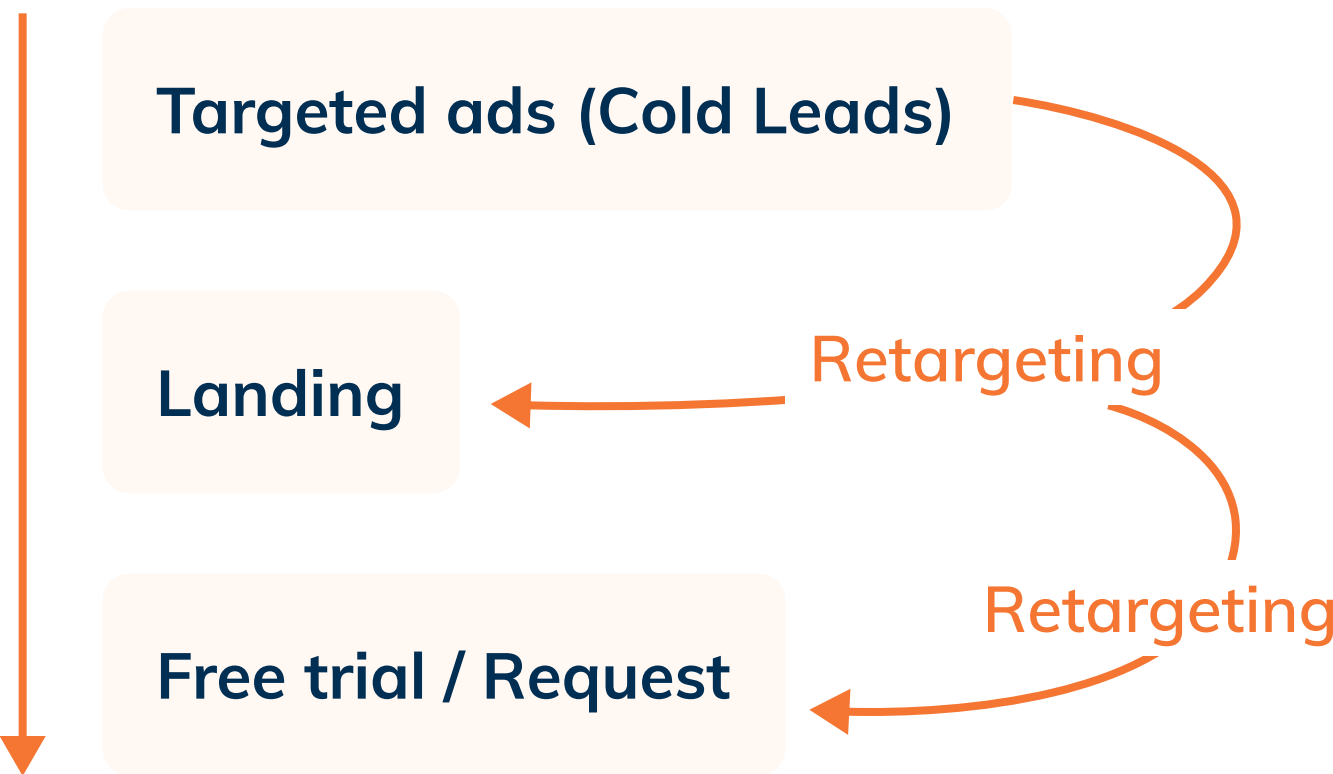 Targeted ads (Cold Leads)
Retargeting
Landing
Retargeting
Free trial / Request